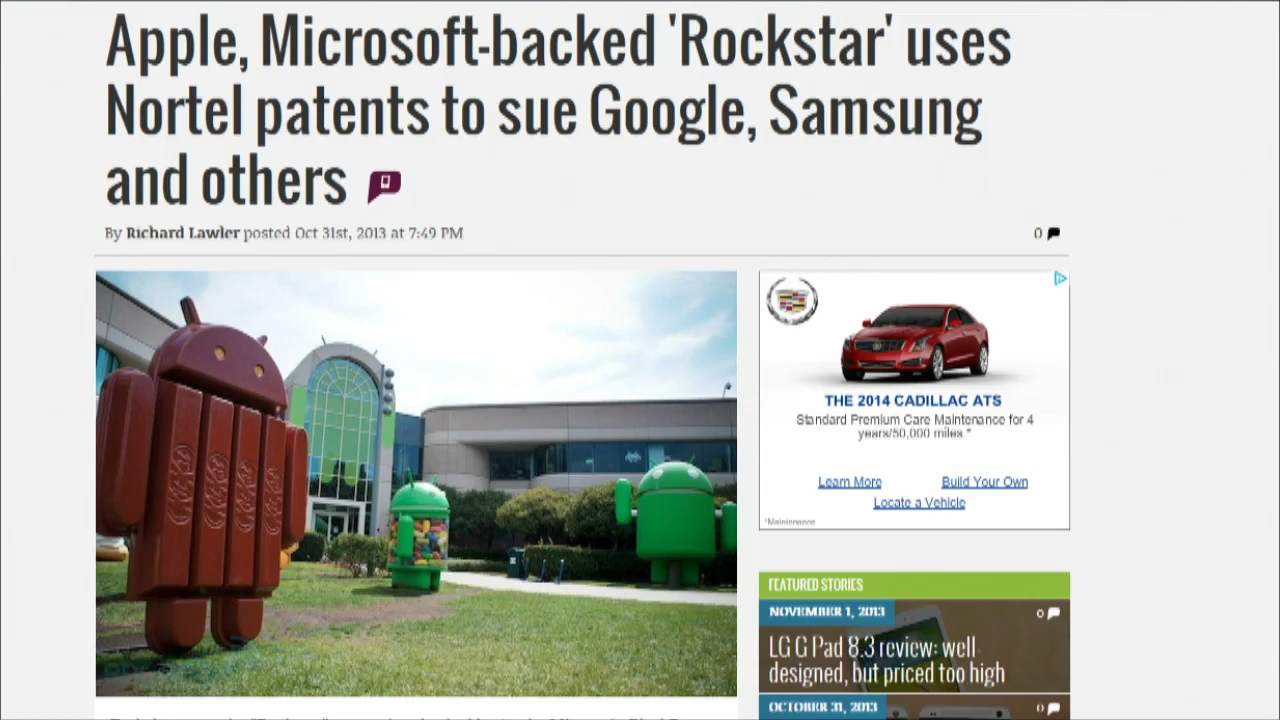 Apple, Microsoft-backed 'Rockstar' uses
Nortel patents to sue Google, Samsung
and others
By Richard Lawler posted Oct 31st, 2013 at 7:49 PM
0
THE 2014 CADILLAC ATS
Standard Premium Care Maintenance for 4
years/50,000 miles *
Learn More
Build Your Own
Locate a Vehicle
*Maintenance
FEATURED STORIES
NOVEMBER 1, 2013
0
LG G Pad 8.3 review: well
designed, but priced too high
OCTOBER 31, 2013
0